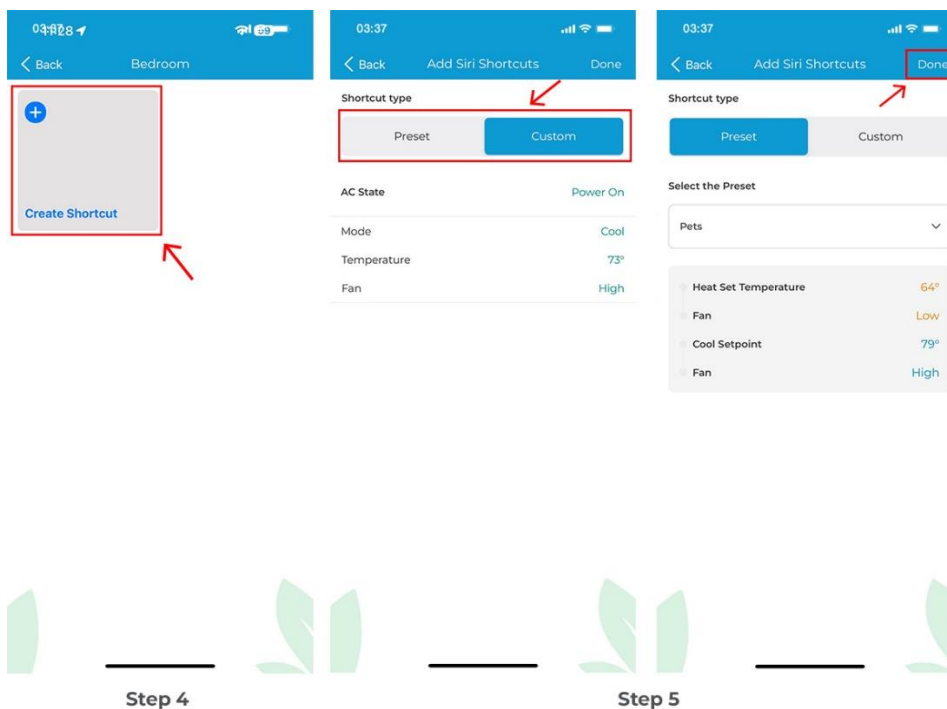 Back Bedroom
Create Shortcut
03:37
Back Add Siri Shortcuts Done
Shortcut type
Preset Custom
AC State Power On
Mode Cool
Temperature 73°
Fan High
03:37
Back Add Siri Shortcuts Done
Shortcut type
Preset Custom
Select the Preset
Pets
Heat Set Temperature 64°
Fan Low
Cool Setpoint 79°
Fan High
Step 4
Step 5